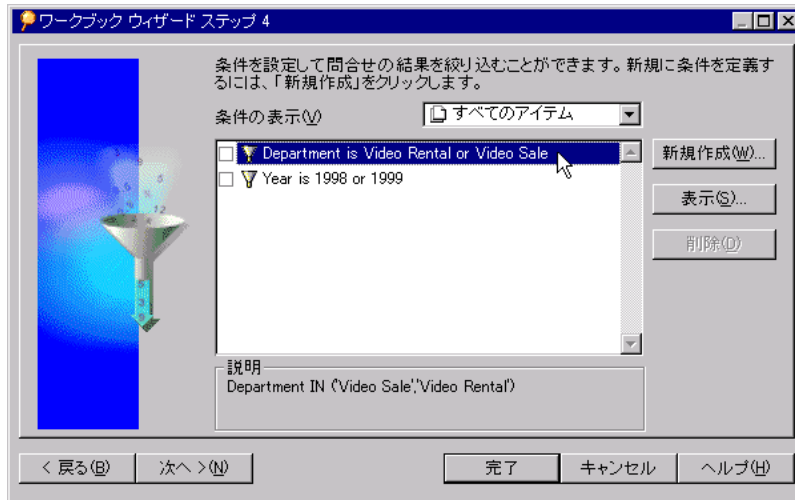 ワークブック ウィザード ステップ 4
条件を設定して問合せの結果を絞り込むことができます。新規に条件を定義す
るには、「新規作成」をクリックします。
条件の表示(V)
すべてのアイテム
Department is Video Rental or Video Sale
Year is 1998 or 1999
新規作成(W)...
表示(S)...
削除(D)
説明
Department IN ('Video Sale','Video Rental')
< 戻る(B)
次へ >(N)
完了
キャンセル
ヘルプ(H)